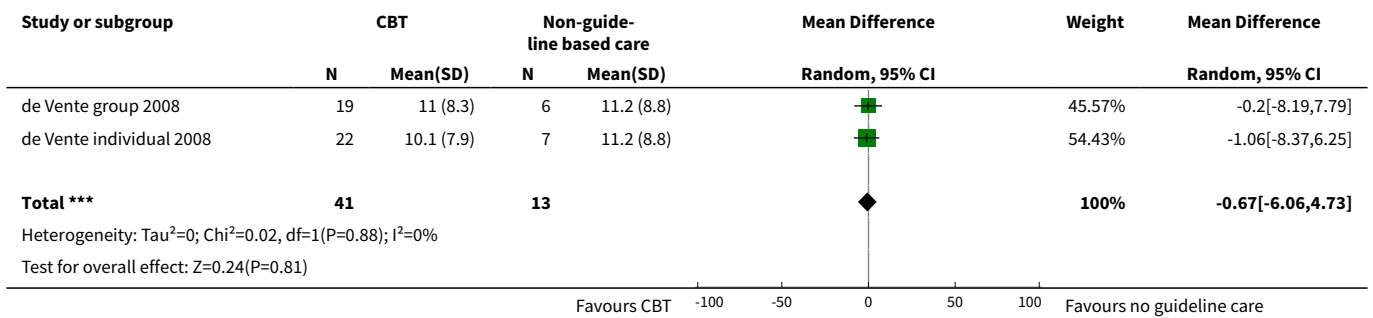 Study or subgroup CBT Non-guide- Mean Difference Weight Mean Difference
line based care
N Mean(SD) N Mean(SD) Random, 95% CI Random, 95% CI
de Vente group 2008 19 11 (8.3) 6 11.2 (8.8) 45.57% -0.2[-8.19,7.79]
de Vente individual 2008 22 10.1 (7.9) 7 11.2 (8.8) 54.43% -1.06[-8.37,6.25]
Total *** 41 13 100% -0.67[-6.06,4.73]
Heterogeneity: Tau²=0; Chi²=0.02, df=1(P=0.88); I²=0%
Test for overall effect: Z=0.24(P=0.81)
Favours CBT -100 -50 0 50 100 Favours no guideline care